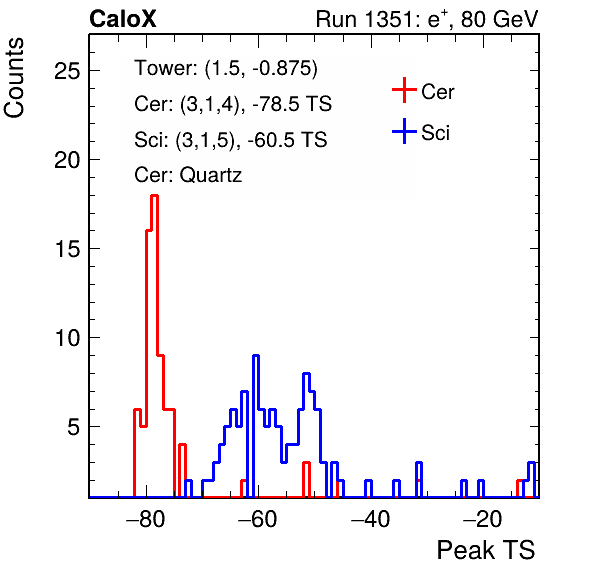 CaloX Run 1351: e⁺, 80 GeV
Counts
Tower: (1.5, -0.875)
Cer: (3,1,4), -78.5 TS
Sci: (3,1,5), -60.5 TS
Cer: Quartz
Cer
Sci
25
20
15
10
5
−80 −60 −40 −20
Peak TS